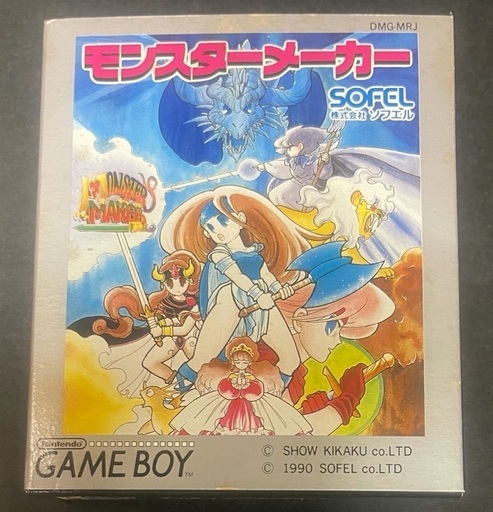 DMG-MRJ
モンスターメーカー
SOFEL
株式会社 ソフエル
MONSTER
MAKER
Nintendo
GAME BOY™
© SHOW KIKAKU co.LTD
© 1990 SOFEL co.LTD